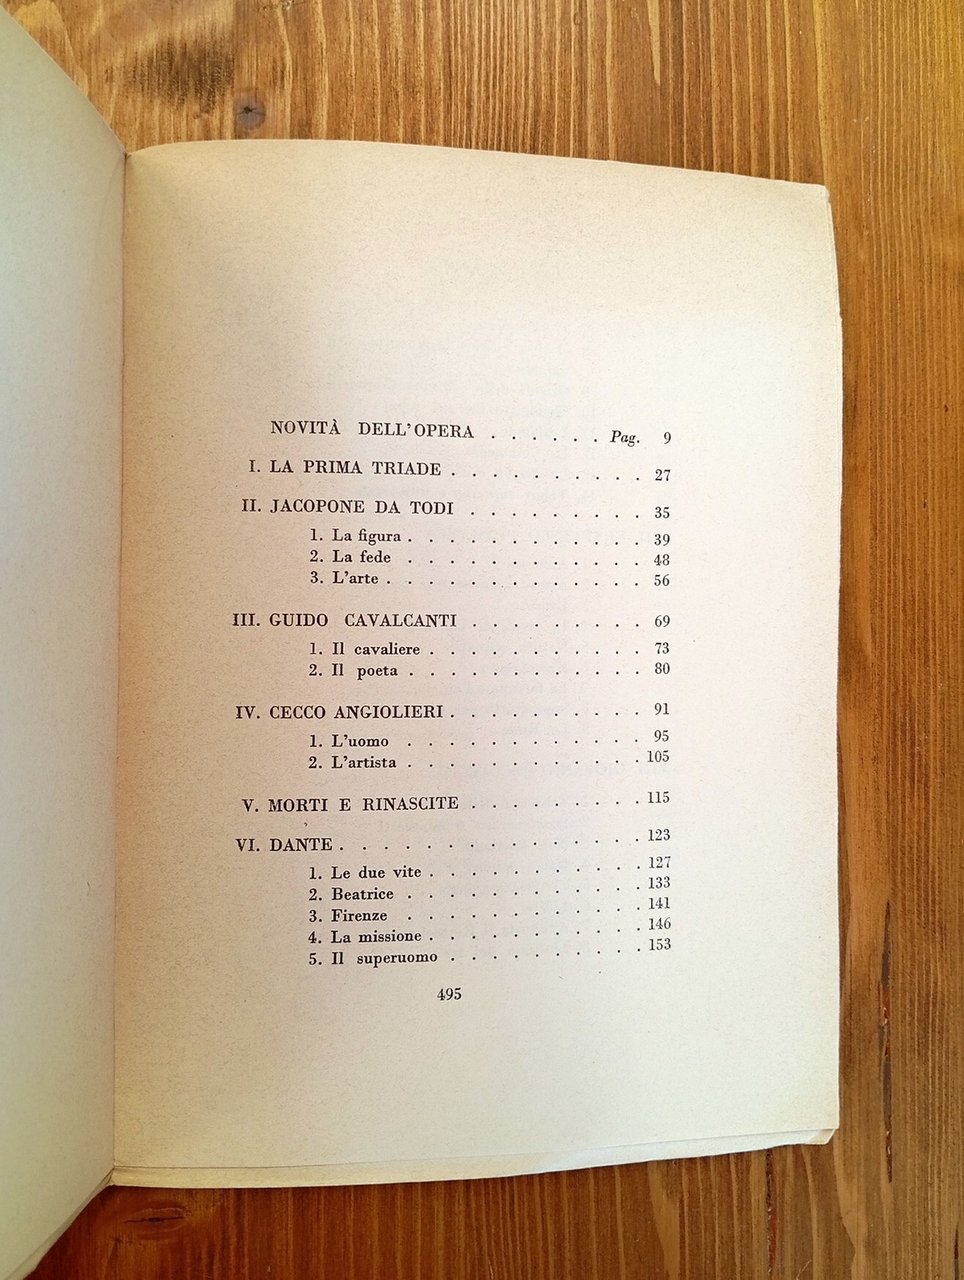 NOVITÀ DELL'OPERA . . . . . . Pag. 9
I. LA PRIMA TRIADE . . . . . . . . . . 27
II. JACOPONE DA TODI . . . . . . . . . 35
1. La figura . . . . . . . . . . . . 39
2. La fede . . . . . . . . . . . . 48
3. L'arte . . . . . . . . . . . . . 56
III. GUIDO CAVALCANTI . . . . . . . . . 69
1. Il cavaliere . . . . . . . . . . . 73
2. Il poeta . . . . . . . . . . . . 80
IV. CECCO ANGIOLIERI . . . . . . . . . . 91
1. L'uomo . . . . . . . . . . . . 95
2. L'artista . . . . . . . . . . . . 105
V. MORTI E RINASCITE . . . . . . . . . 115
VI. DANTE . . . . . . . . . . . . . . . 123
1. Le due vite . . . . . . . . . . . 127
2. Beatrice . . . . . . . . . . . . 133
3. Firenze . . . . . . . . . . . . 141
4. La missione . . . . . . . . . . . 146
5. Il superuomo . . . . . . . . . . 153
495